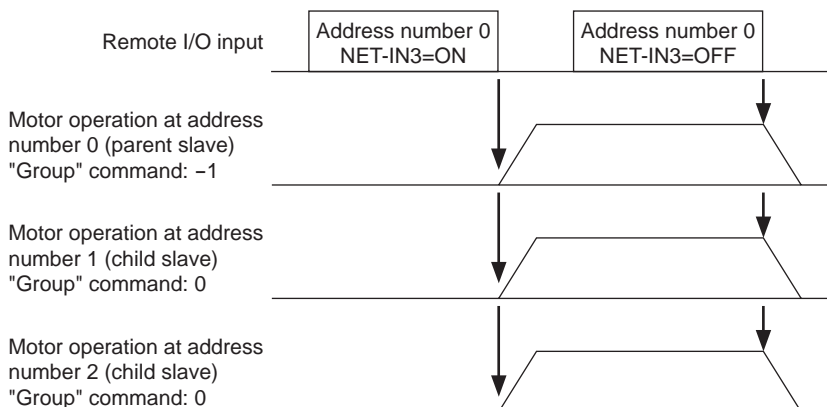 Remote I/O input
Address number 0
NET-IN3=ON
Address number 0
NET-IN3=OFF
Motor operation at address
number 0 (parent slave)
"Group" command: −1
Motor operation at address
number 1 (child slave)
"Group" command: 0
Motor operation at address
number 2 (child slave)
"Group" command: 0